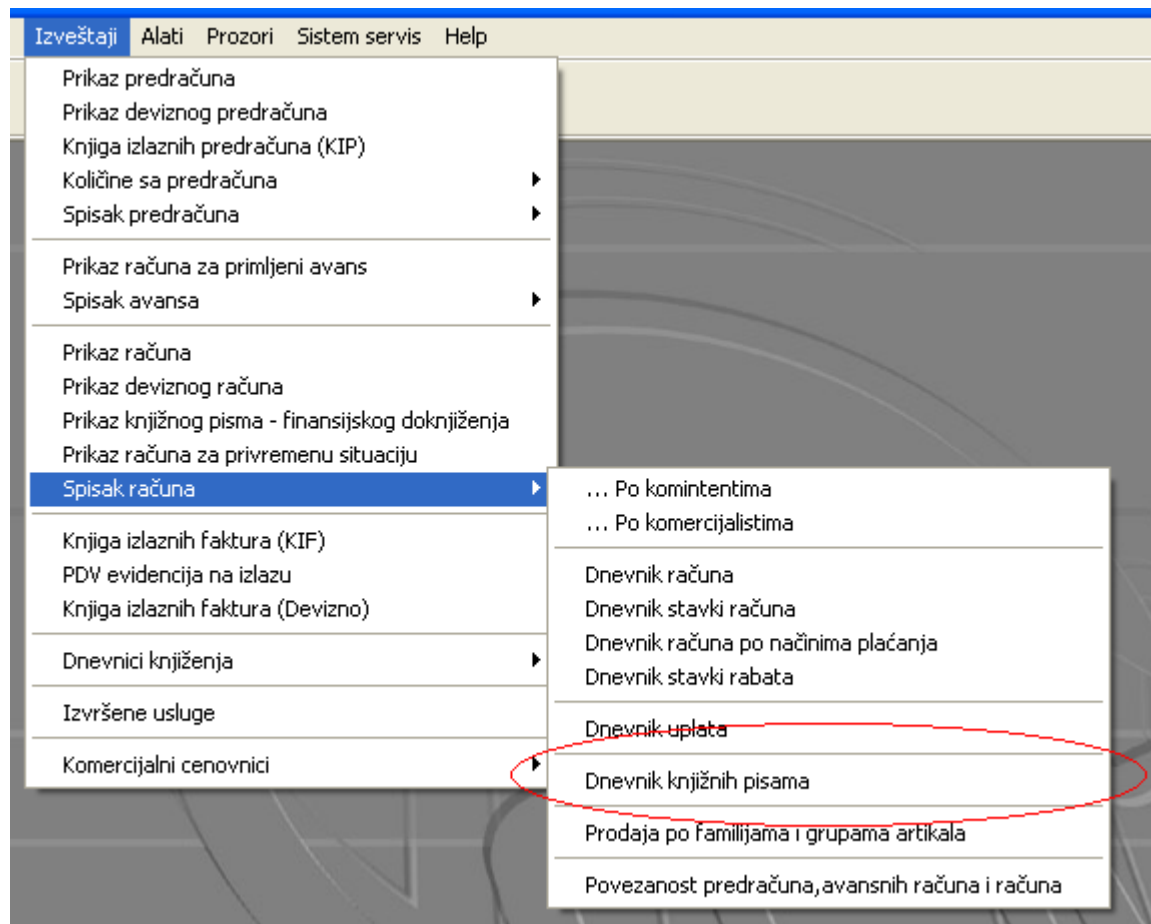 Izveštaji Alati Prozori Sistem servis Help
Prikaz predračuna
Prikaz deviznog predračuna
Knjiga izlaznih predračuna (KIP)
Količine sa predračuna
Spisak predračuna
Prikaz računa za primljeni avans
Spisak avansa
Prikaz računa
Prikaz deviznog računa
Prikaz knjižnog pisma - finansijskog doknjiženja
Prikaz računa za privremenu situaciju
Spisak računa
Knjiga izlaznih faktura (KIF)
PDV evidencija na izlazu
Knjiga izlaznih faktura (Devizno)
Dnevnici knjiženja
Izvršene usluge
Komercijalni cenovnici
... Po komintentima
... Po komercijalistima
Dnevnik računa
Dnevnik stavki računa
Dnevnik računa po načinima plaćanja
Dnevnik stavki rabata
Dnevnik uplata
Dnevnik knjižnih pisama
Prodaja po familijama i grupama artikala
Povezanost predračuna,avansnih računa i računa